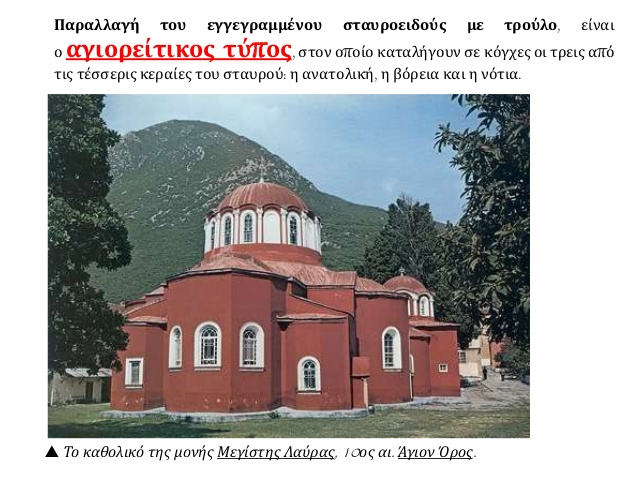 Παραλλαγή του εγγεγραμμένου σταυροειδούς με τρούλο, είναι
ο αγιορείτικος τύπος, στον οποίο καταλήγουν σε κόγχες οι τρεις από
τις τέσσερις κεραίες του σταυρού: η ανατολική, η βόρεια και η νότια.
▲ Το καθολικό της μονής Μεγίστης Λαύρας, 10ος αι. Άγιον Όρος.